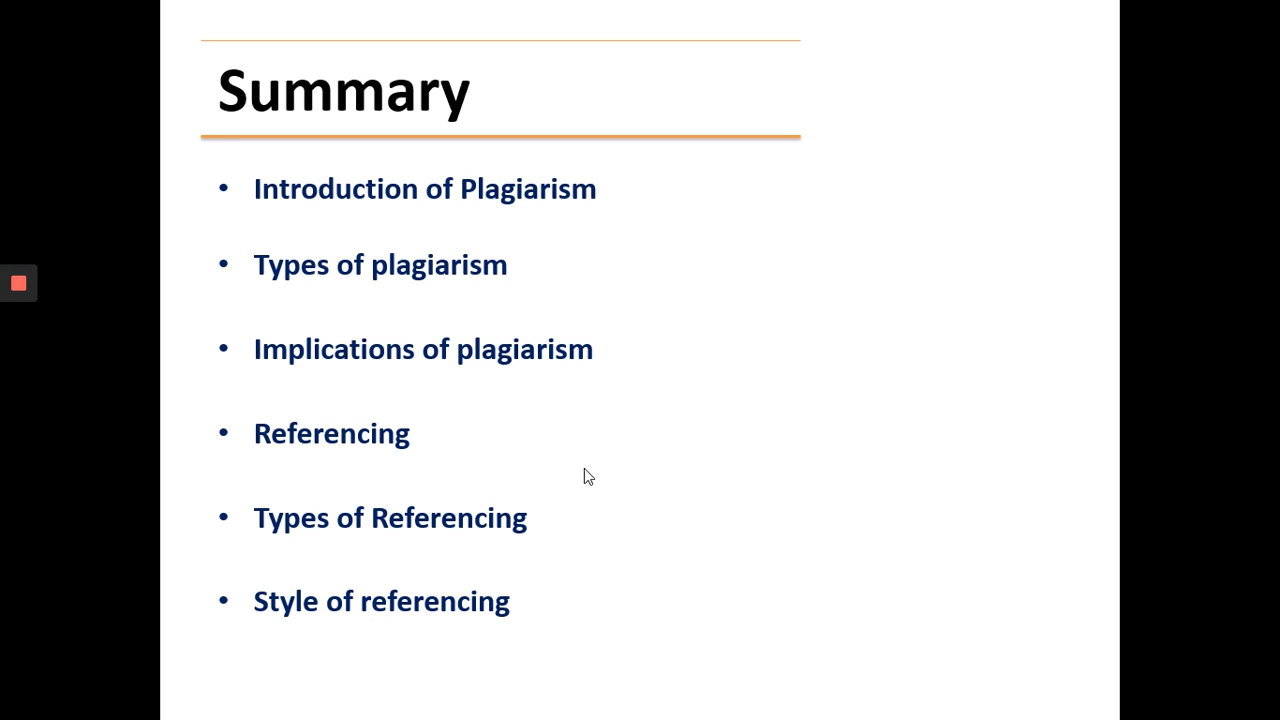 Summary
• Introduction of Plagiarism
• Types of plagiarism
• Implications of plagiarism
• Referencing
• Types of Referencing
• Style of referencing